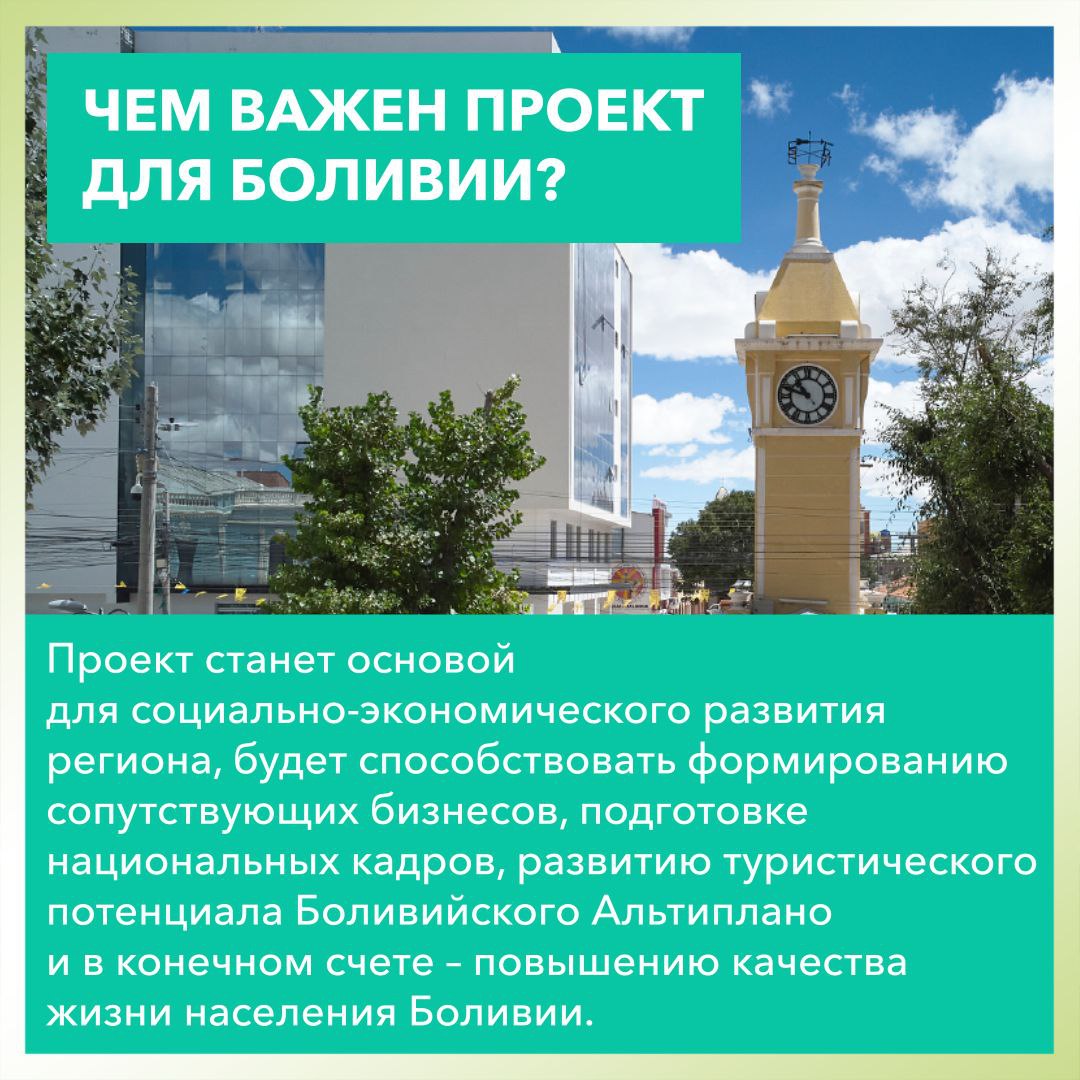 ЧЕМ ВАЖЕН ПРОЕКТ
ДЛЯ БОЛИВИИ?
Проект станет основой
для социально-экономического развития
региона, будет способствовать формированию
сопутствующих бизнесов, подготовке
национальных кадров, развитию туристического
потенциала Боливийского Альтиплано
и в конечном счете – повышению качества
жизни населения Боливии.